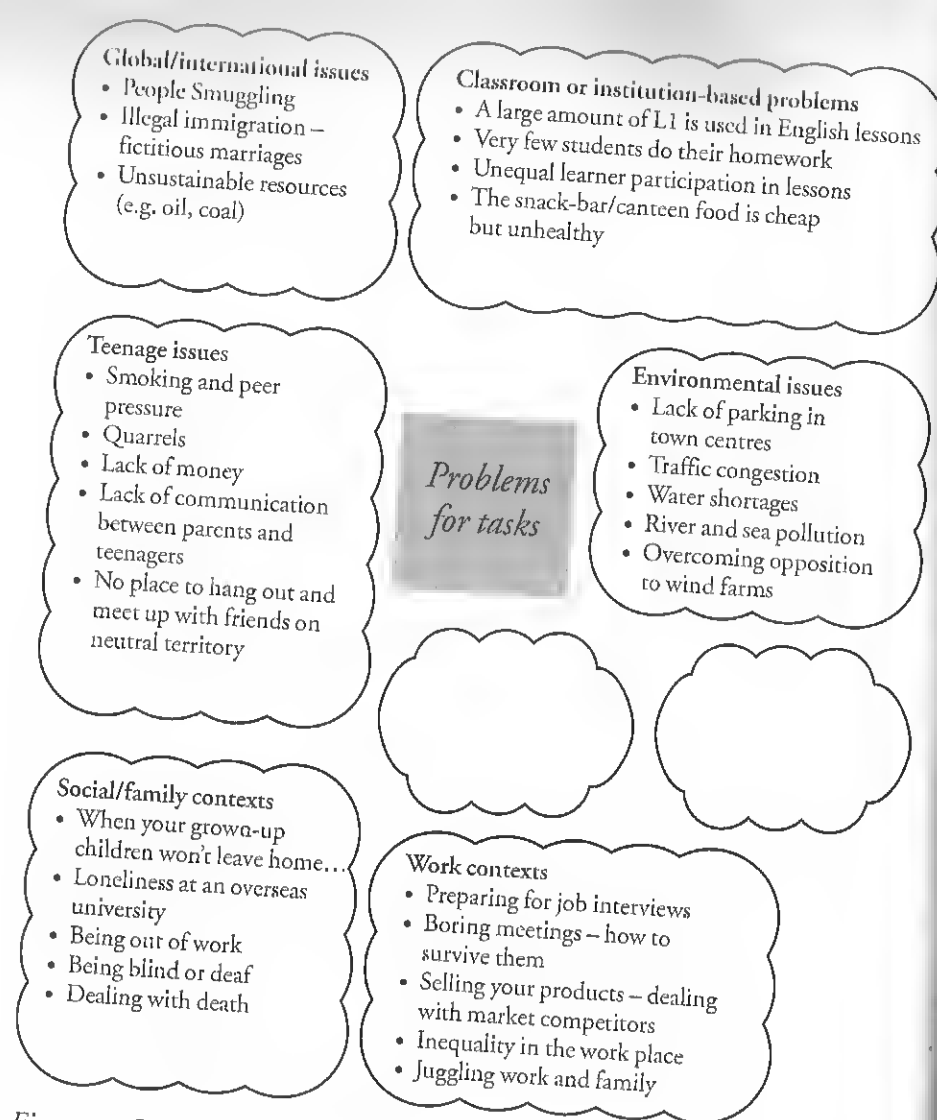 Global/international issues
• People Smuggling
• Illegal immigration –
fictitious marriages
• Unsustainable resources
(e.g. oil, coal)
Classroom or institution-based problems
• A large amount of L1 is used in English lessons
• Very few students do their homework
• Unequal learner participation in lessons
• The snack-bar/canteen food is cheap
but unhealthy
Teenage issues
• Smoking and peer
pressure
• Quarrels
• Lack of money
• Lack of communication
between parents and
teenagers
• No place to hang out and
meet up with friends on
neutral territory
Problems
for tasks
Environmental issues
• Lack of parking in
town centres
• Traffic congestion
• Water shortages
• River and sea pollution
• Overcoming opposition
to wind farms
Social/family contexts
• When your grown-up
children won't leave home…
• Loneliness at an overseas
university
• Being out of work
• Being blind or deaf
• Dealing with death
Work contexts
• Preparing for job interviews
• Boring meetings – how to
survive them
• Selling your products – dealing
with market competitors
• Inequality in the work place
• Juggling work and family